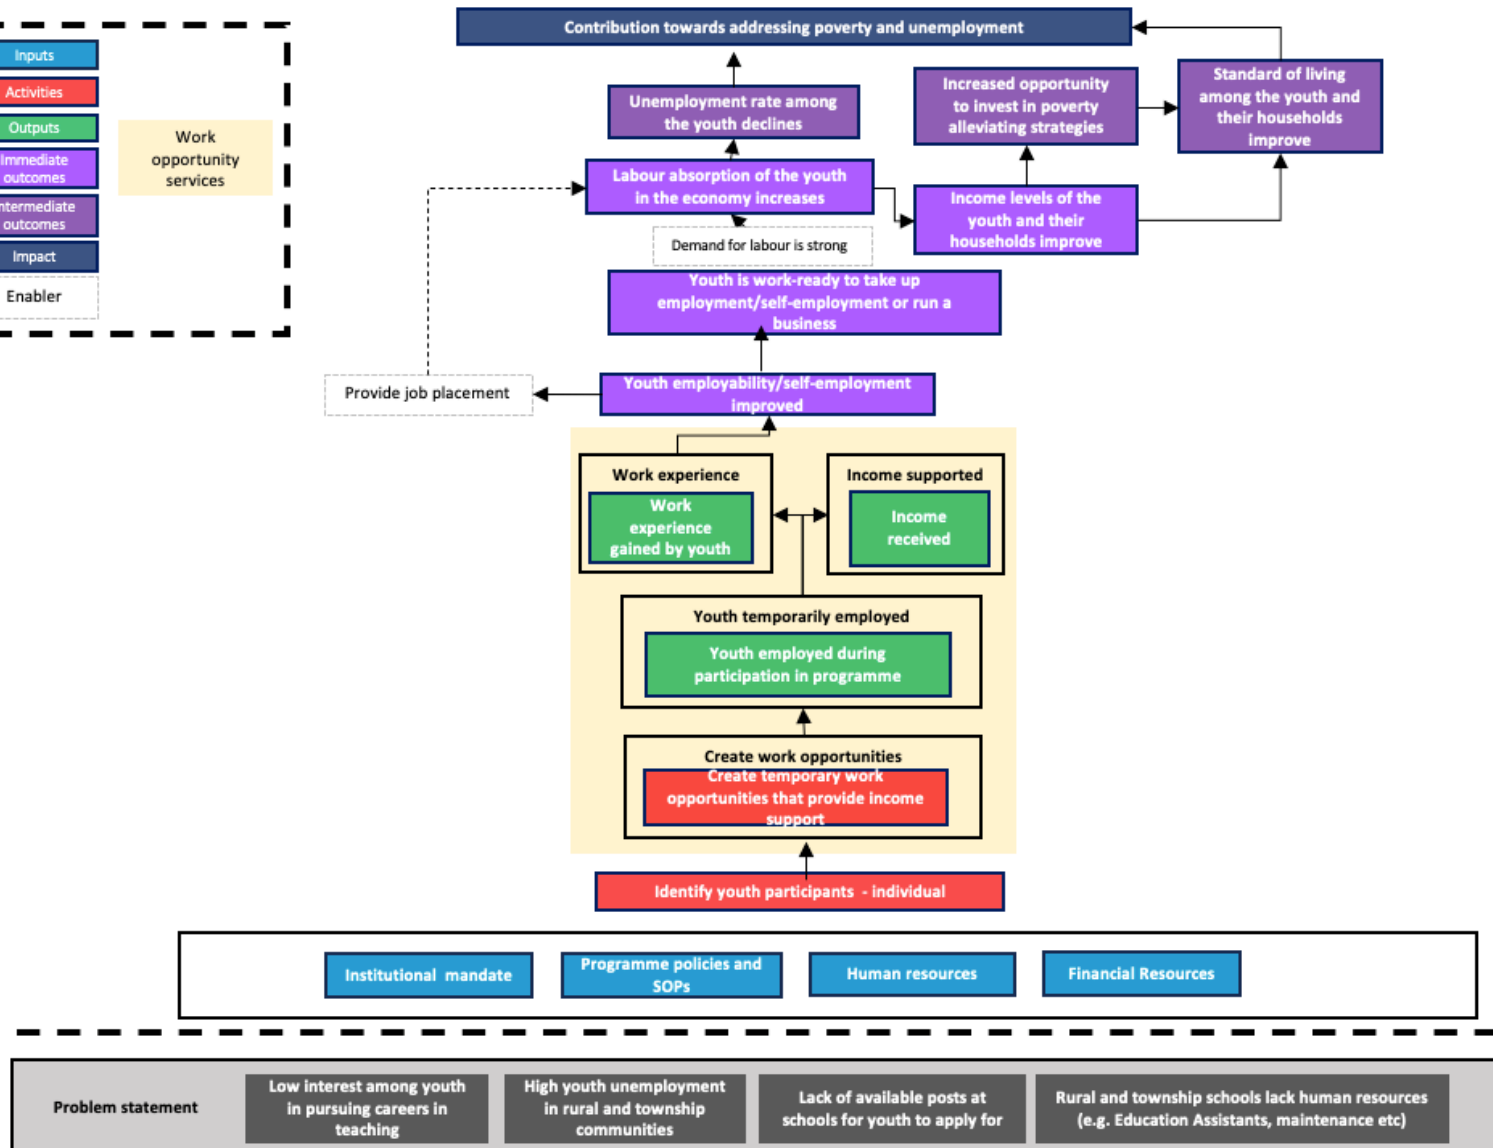 Inputs
Activities
Outputs
Immediate
outcomes
ntermediate
outcomes
Impact
Enabler
Work
opportunity
services
Contribution towards addressing poverty and unemployment
Unemployment rate among
the youth declines
Increased opportunity
to invest in poverty
alleviating strategies
Standard of living
among the youth and
their households
improve
Labour absorption of the youth
in the economy increases
Income levels of the
youth and their
households improve
Demand for labour is strong
Youth is work-ready to take up
employment/self-employment or run a
business
Provide job placement
Youth employability/self-employment
improved
Work experience
Work
experience
gained by youth
Income supported
Income
received
Youth temporarily employed
Youth employed during
participation in programme
Create work opportunities
Create temporary work
opportunities that provide income
support
Identify youth participants - individual
Institutional mandate
Programme policies and
SOPs
Human resources
Financial Resources
Problem statement
Low interest among youth
in pursuing careers in
teaching
High youth unemployment
in rural and township
communities
Lack of available posts at
schools for youth to apply for
Rural and township schools lack human resources
(e.g. Education Assistants, maintenance etc)